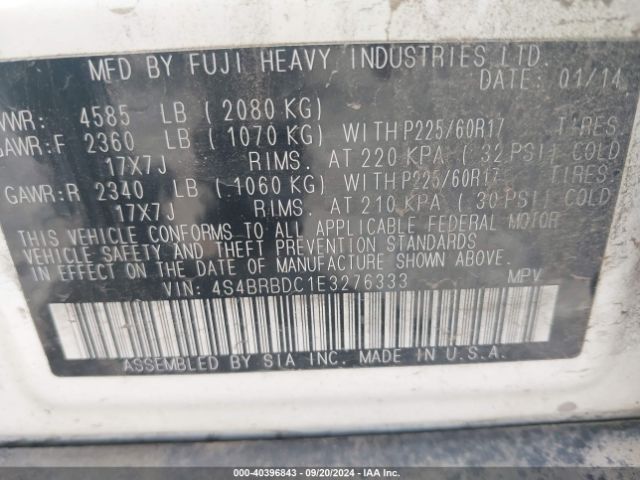 MFD BY FUJI HEAVY INDUSTRIES LTD.
DATE: 01/14
VWR: 4585 LB ( 2080 KG)
GAWR:F 2360 LB ( 1070 KG) WITH P225/60R17 TIRES
17X7J RIMS. AT 220 KPA ( 32 PSI) COLD
GAWR:R 2340 LB ( 1060 KG) WITH P225/60R17 TIRES
17X7J RIMS. AT 210 KPA ( 30 PSI) COLD
THIS VEHICLE CONFORMS TO ALL APPLICABLE FEDERAL MOTOR
VEHICLE SAFETY AND THEFT PREVENTION STANDARDS
IN EFFECT ON THE DATE OF MANUFACTURE SHOWN ABOVE.
VIN: 4S4BRBDC1E3276333 MPV
ASSEMBLED BY SIA INC. MADE IN U.S.A.
000-40396843 - 09/20/2024 - IAA Inc.